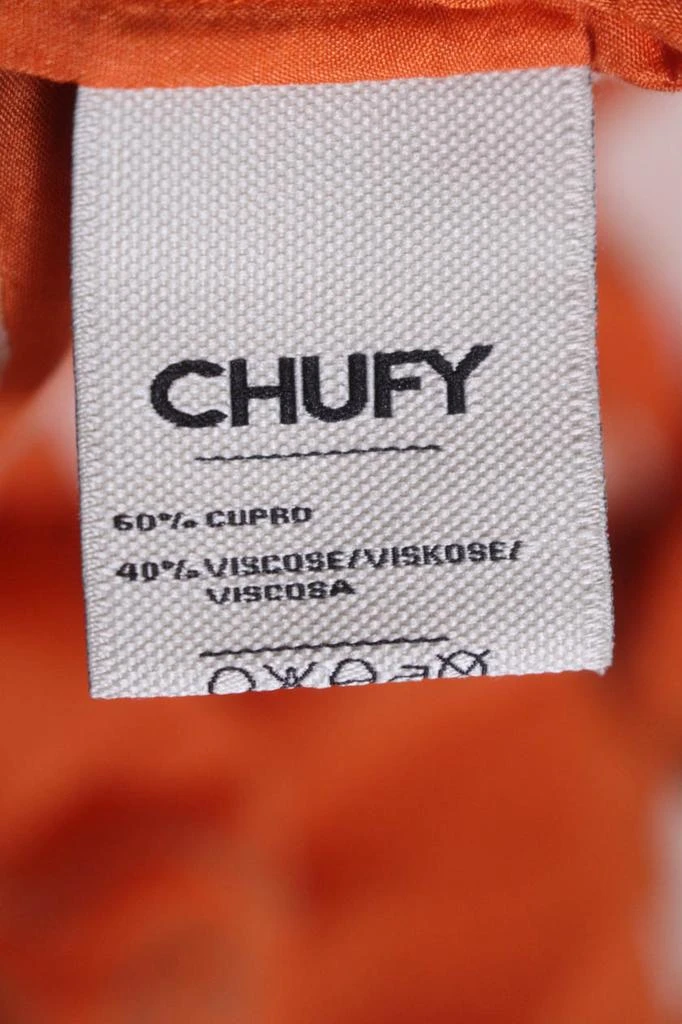 CHUFY
60% CUPRO
40% VISCOSE/VISKOSE/
VISCOSA